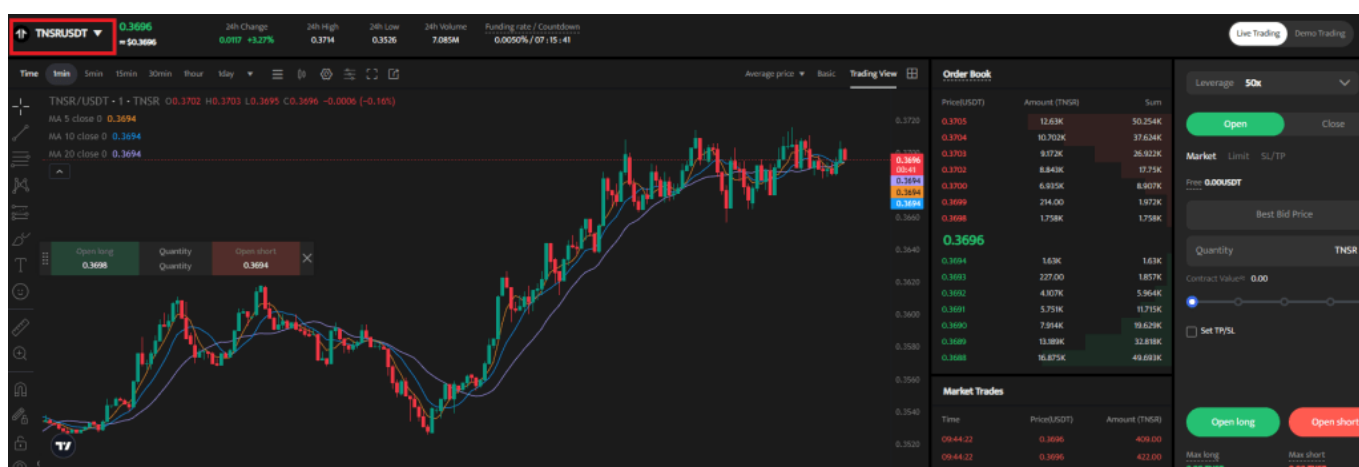 TNSRUSDT ▼
0.3696
≈ $0.3696
24h Change
0.0117 +3.27%
24h High
0.3714
24h Low
0.3526
24h Volume
7.085M
Funding rate / Countdown
0.0050% / 07 : 15 : 41
Live Trading Demo Trading
Time 1min 5min 15min 30min 1hour 1day ▼
Average price ▼ Basic Trading View
TNSR/USDT • 1 • TNSR O0.3702 H0.3703 L0.3695 C0.3696 −0.0006 (−0.16%)
MA 5 close 0 0.3694
MA 10 close 0 0.3694
MA 20 close 0 0.3694
Open long
0.3698
Quantity
Quantity
Open short
0.3694
0.3720
0.3700
0.3696
00:41
0.3694
0.3694
0.3694
0.3660
0.3640
0.3620
0.3600
0.3580
0.3560
0.3540
0.3520
Order Book
Price(USDT) Amount (TNSR) Sum
0.3705 12.63K 50.254K
0.3704 10.702K 37.624K
0.3703 9.172K 26.922K
0.3702 8.843K 17.75K
0.3700 6.935K 8.907K
0.3699 214.00 1.972K
0.3698 1.758K 1.758K
0.3696
0.3694 1.63K 1.63K
0.3693 227.00 1.857K
0.3692 4.107K 5.964K
0.3691 5.751K 11.715K
0.3690 7.914K 19.629K
0.3689 13.189K 32.818K
0.3688 16.875K 49.693K
Market Trades
Time Price(USDT) Amount (TNSR)
09:44:22 0.3696 409.00
09:44:22 0.3696 422.00
Leverage 50x
Open Close
Market Limit SL/TP
Free 0.00USDT
Best Bid Price
Quantity TNSR
Contract Value≈ 0.00
Set TP/SL
Open long Open short
Max long Max short